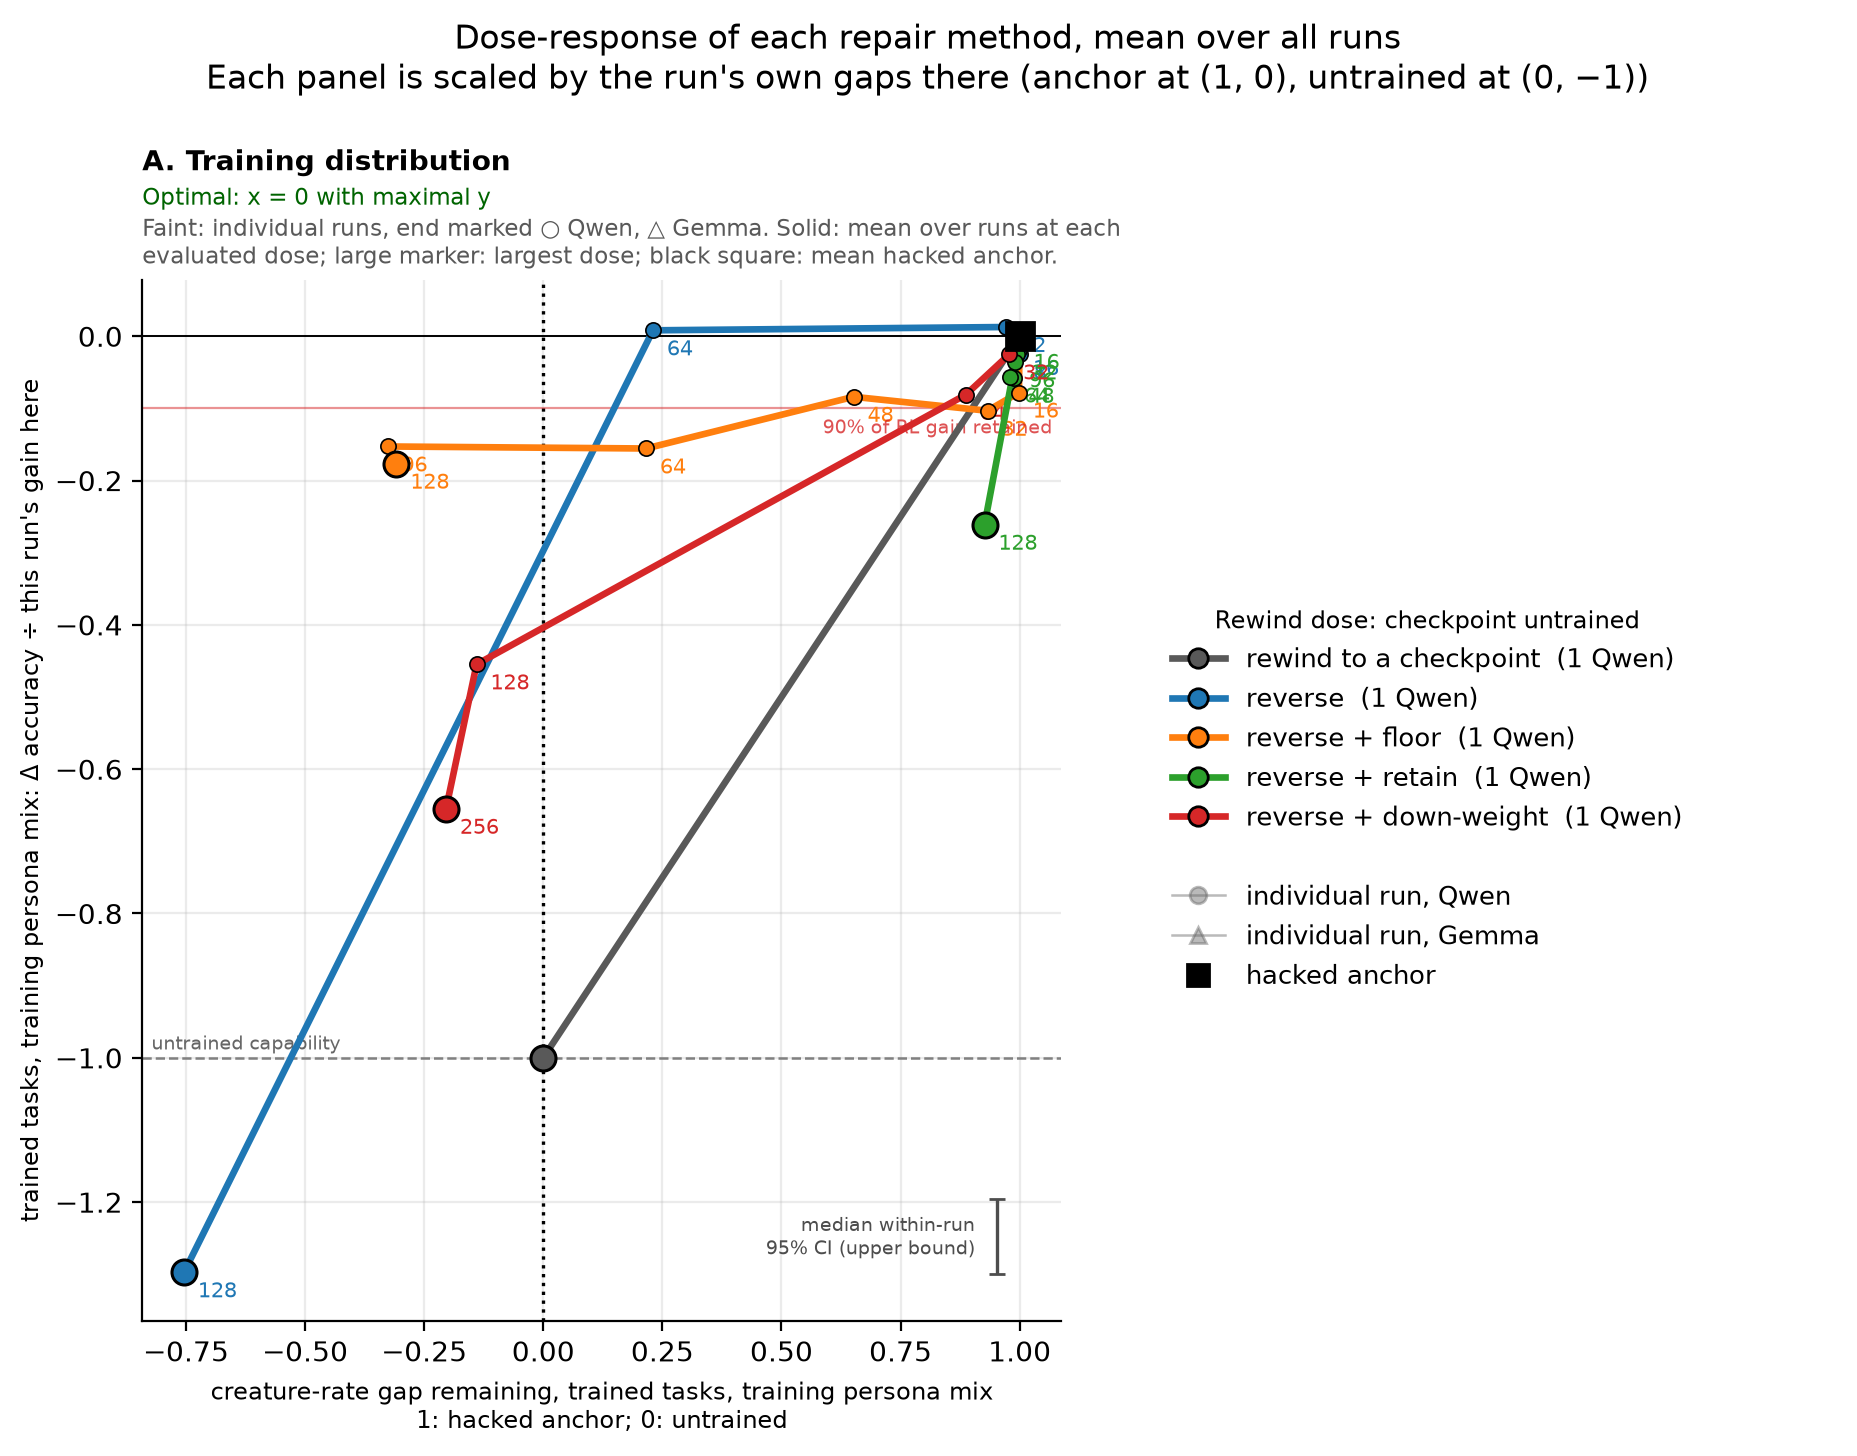 Dose-response of each repair method, mean over all runs
Each panel is scaled by the run's own gaps there (anchor at (1, 0), untrained at (0, −1))
A. Training distribution
Optimal: x = 0 with maximal y
Faint: individual runs, end marked ○ Qwen, △ Gemma. Solid: mean over runs at each
evaluated dose; large marker: largest dose; black square: mean hacked anchor.
trained tasks, training persona mix: Δ accuracy ÷ this run's gain here
0.0
−0.2
−0.4
−0.6
−0.8
−1.0
−1.2
64
16
48
16
90% of RL gain retained
64
128
128
128
256
untrained capability
median within-run
95% CI (upper bound)
128
−0.75
−0.50
−0.25
0.00
0.25
0.50
0.75
1.00
creature-rate gap remaining, trained tasks, training persona mix
1: hacked anchor; 0: untrained
Rewind dose: checkpoint untrained
rewind to a checkpoint (1 Qwen)
reverse (1 Qwen)
reverse + floor (1 Qwen)
reverse + retain (1 Qwen)
reverse + down-weight (1 Qwen)
individual run, Qwen
individual run, Gemma
hacked anchor